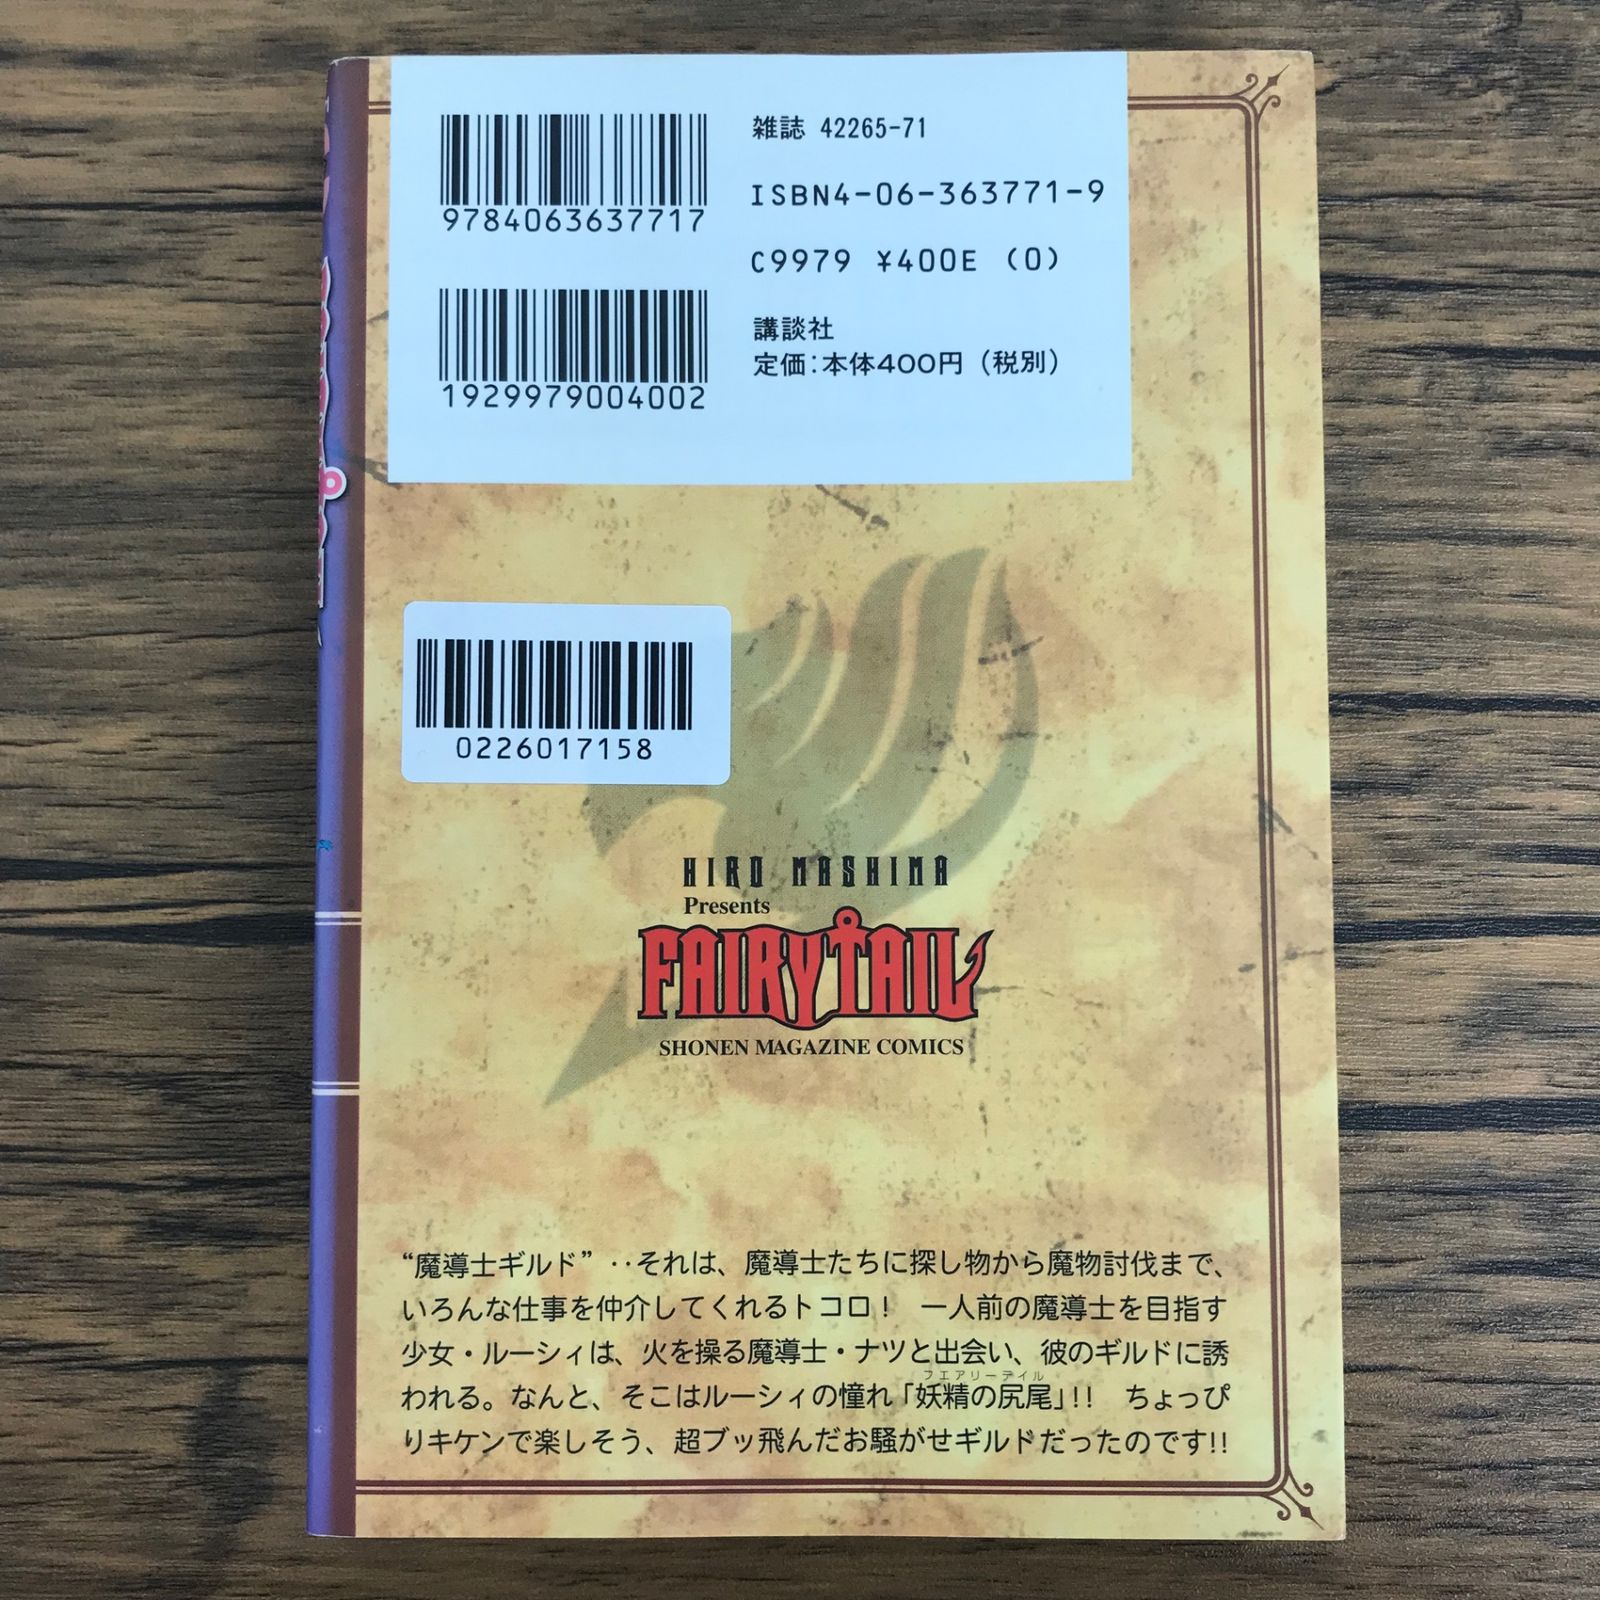 9784063637717
1929979004002
雑誌 42265-71
ISBN4-06-363771-9
C9979 ¥400E (0)
講談社
定価:本体400円(税別)
0226017158
HIRO MASHIMA
Presents
FAIRY TAIL
SHONEN MAGAZINE COMICS
“魔導士ギルド”‥それは、魔導士たちに探し物から魔物討伐まで、
いろんな仕事を仲介してくれるトコロ! 一人前の魔導士を目指す
少女・ルーシィは、火を操る魔導士・ナツと出会い、彼のギルドに誘
フェアリーテイル
われる。なんと、そこはルーシィの憧れ「妖精の尻尾」!! ちょっぴ
りキケンで楽しそう、超ブッ飛んだお騒がせギルドだったのです!!